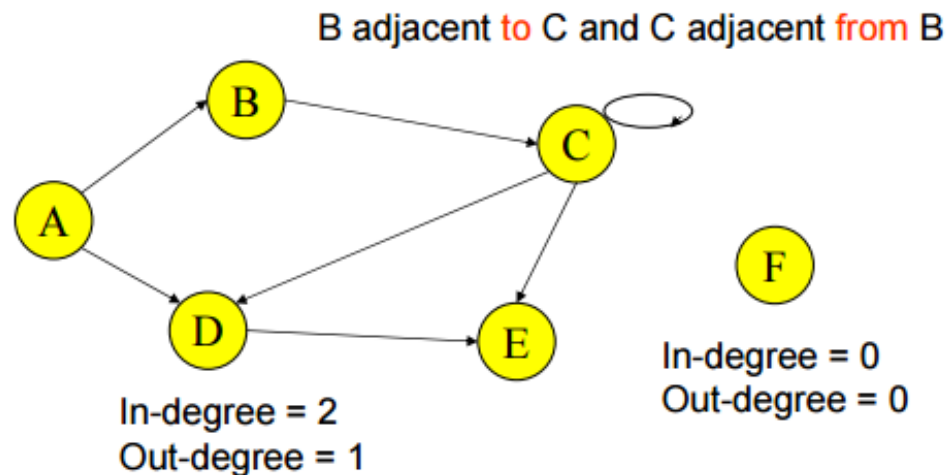 B adjacent to C and C adjacent from B
B
C
A
F
D
E
In-degree = 0
Out-degree = 0
In-degree = 2
Out-degree = 1